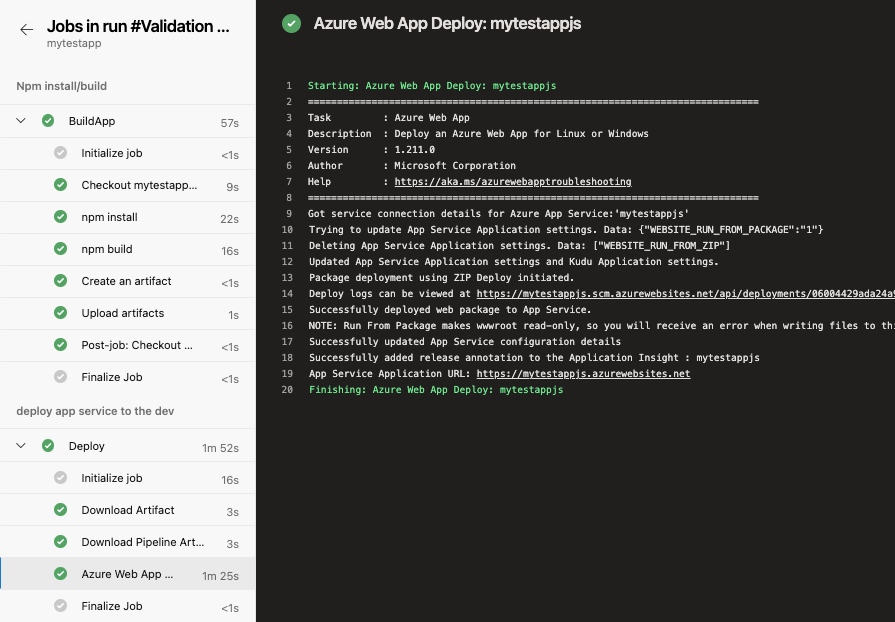 Jobs in run #Validation ...
mytestapp
Npm install/build
BuildApp 57s
Initialize job <1s
Checkout mytestapp... 9s
npm install 22s
npm build 16s
Create an artifact <1s
Upload artifacts 1s
Post-job: Checkout ... <1s
Finalize Job <1s
deploy app service to the dev
Deploy 1m 52s
Initialize job 16s
Download Artifact 3s
Download Pipeline Art... 3s
Azure Web App ... 1m 25s
Finalize Job <1s
Azure Web App Deploy: mytestappjs
1 Starting: Azure Web App Deploy: mytestappjs
2 ==============================================================================
3 Task : Azure Web App
4 Description : Deploy an Azure Web App for Linux or Windows
5 Version : 1.211.0
6 Author : Microsoft Corporation
7 Help : https://aka.ms/azurewebapptroubleshooting
8 ==============================================================================
9 Got service connection details for Azure App Service:'mytestappjs'
10 Trying to update App Service Application settings. Data: {"WEBSITE_RUN_FROM_PACKAGE":"1"}
11 Deleting App Service Application settings. Data: ["WEBSITE_RUN_FROM_ZIP"]
12 Updated App Service Application settings and Kudu Application settings.
13 Package deployment using ZIP Deploy initiated.
14 Deploy logs can be viewed at https://mytestappjs.scm.azurewebsites.net/api/deployments/06004429ada24a9
15 Successfully deployed web package to App Service.
16 NOTE: Run From Package makes wwwroot read-only, so you will receive an error when writing files to thi
17 Successfully updated App Service configuration details
18 Successfully added release annotation to the Application Insight : mytestappjs
19 App Service Application URL: https://mytestappjs.azurewebsites.net
20 Finishing: Azure Web App Deploy: mytestappjs